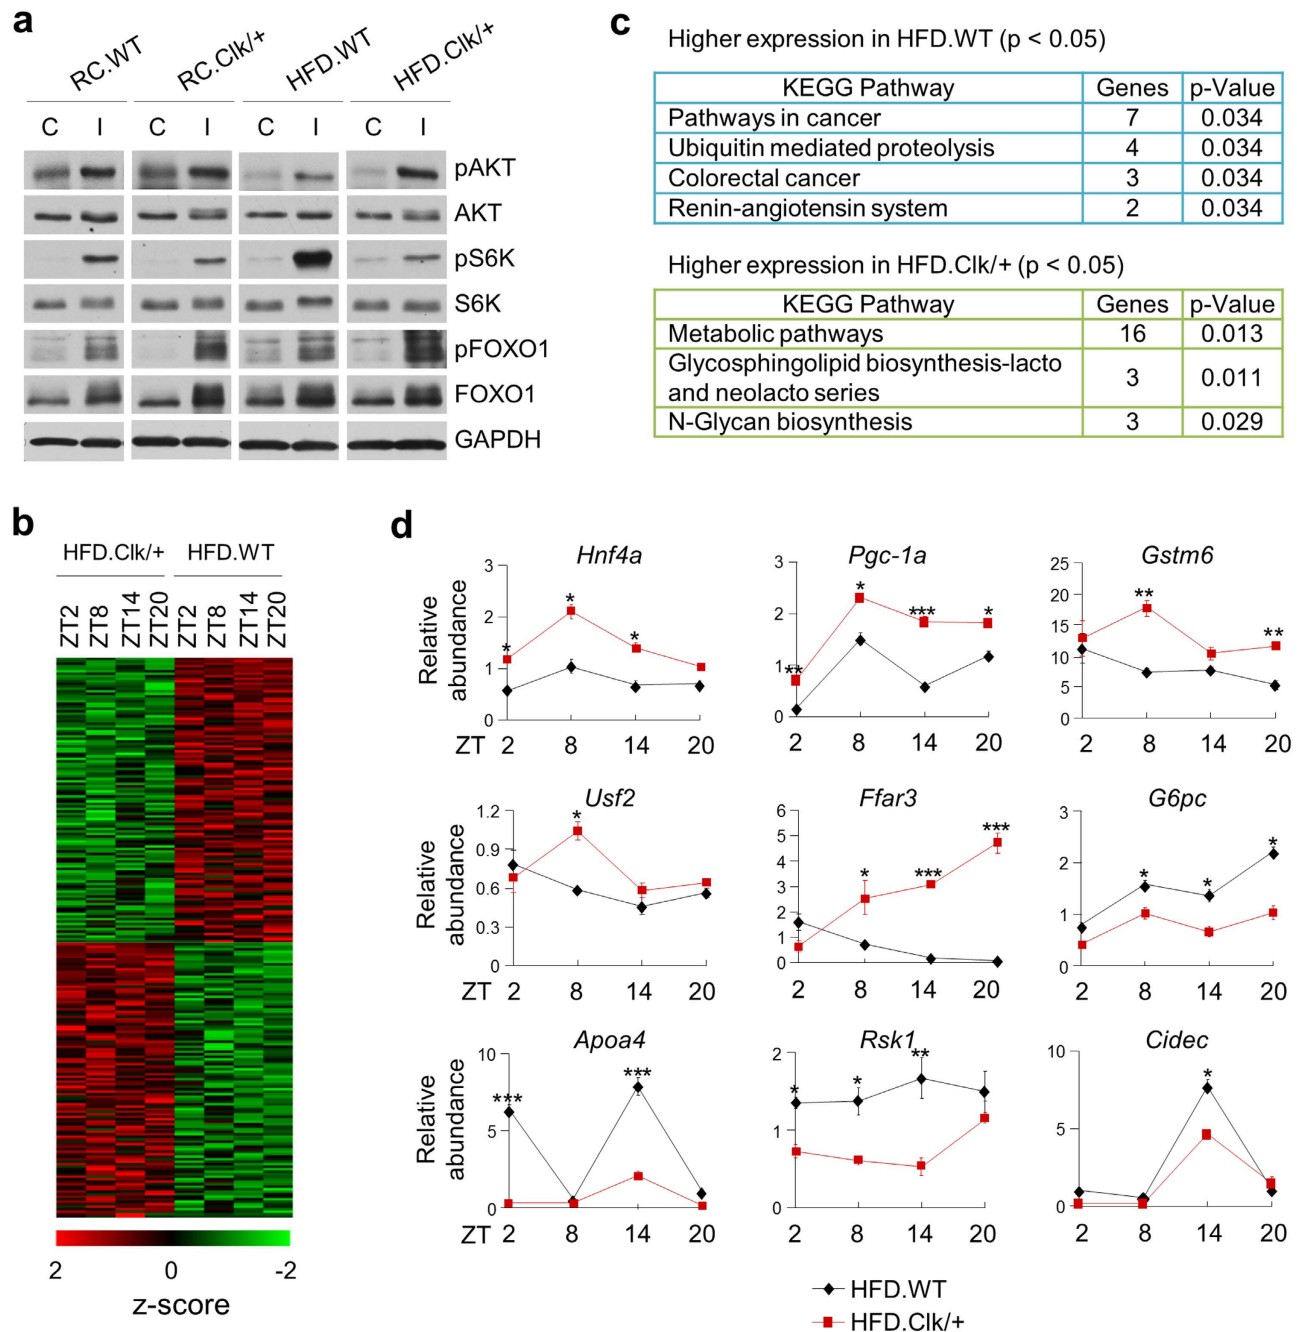 a
RC.WT RC.Clk/+ HFD.WT HFD.Clk/+
C I C I C I C I
pAKT
AKT
pS6K
S6K
pFOXO1
FOXO1
GAPDH
c
Higher expression in HFD.WT (p < 0.05)
KEGG Pathway Genes p-Value
Pathways in cancer 7 0.034
Ubiquitin mediated proteolysis 4 0.034
Colorectal cancer 3 0.034
Renin-angiotensin system 2 0.034
Higher expression in HFD.Clk/+ (p < 0.05)
KEGG Pathway Genes p-Value
Metabolic pathways 16 0.013
Glycosphingolipid biosynthesis-lacto
and neolacto series 3 0.011
N-Glycan biosynthesis 3 0.029
b
HFD.Clk/+ HFD.WT
ZT2 ZT8 ZT14 ZT20 ZT2 ZT8 ZT14 ZT20
2 0 -2
z-score
d
Hnf4a
Relative
abundance
3
2
1
0
* * *
ZT 2 8 14 20
Pgc-1a
3
2
1
0
** * *** *
2 8 14 20
Gstm6
25
20
15
10
5
0
** **
2 8 14 20
Usf2
Relative
abundance
1.2
0.9
0.6
0.3
0
*
ZT 2 8 14 20
Ffar3
6
5
4
3
2
1
0
* *** ***
2 8 14 20
G6pc
3
2
1
0
* * *
2 8 14 20
Apoa4
Relative
abundance
10
5
0
*** ***
ZT 2 8 14 20
Rsk1
2
1
0
* * **
2 8 14 20
Cidec
10
5
0
*
2 8 14 20
HFD.WT
HFD.Clk/+